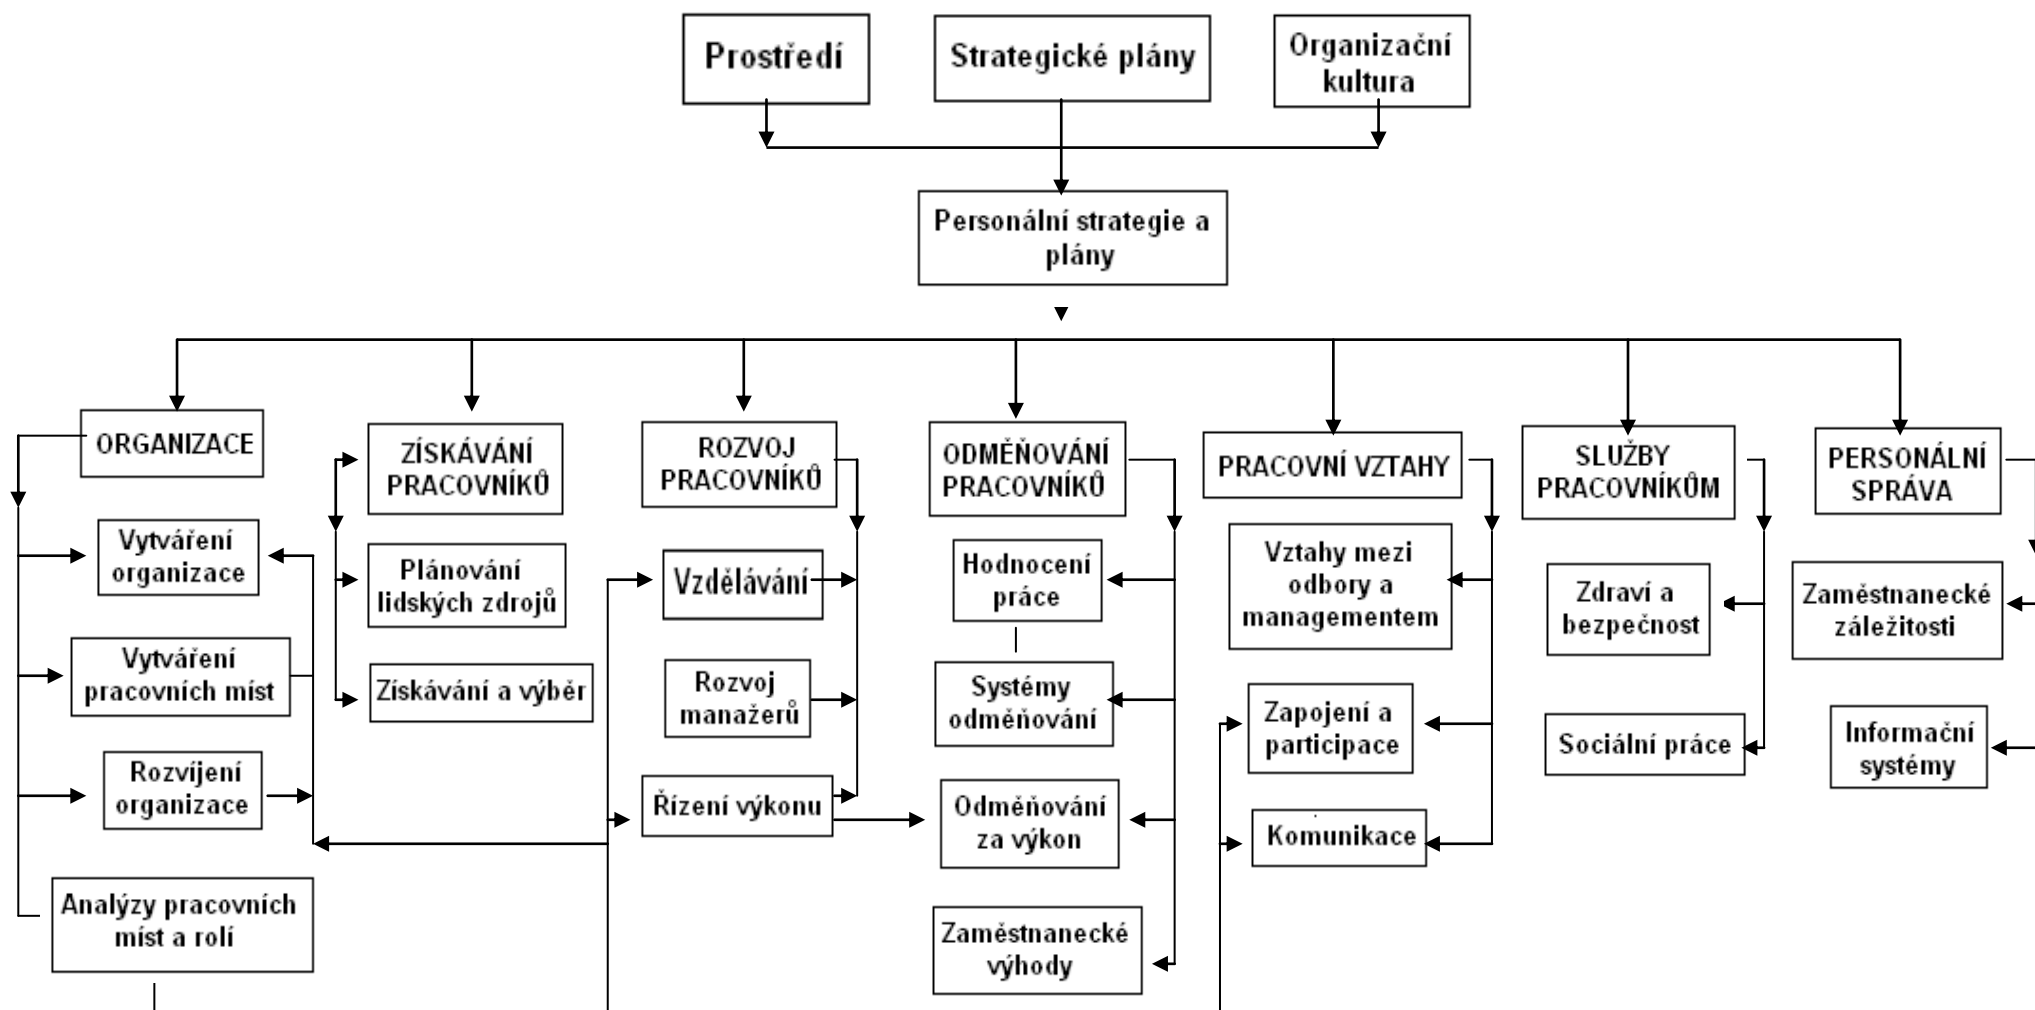 Prostředí
Strategické plány
Organizační
kultura
Personální strategie a
plány
ORGANIZACE
ZÍSKÁVÁNÍ
PRACOVNÍKŮ
ROZVOJ
PRACOVNÍKŮ
ODMĚŇOVÁNÍ
PRACOVNÍKŮ
PRACOVNÍ VZTAHY
SLUŽBY
PRACOVNÍKŮM
PERSONÁLNÍ
SPRÁVA
Vytváření
organizace
Vytváření
pracovních míst
Rozvíjení
organizace
Analýzy pracovních
míst a rolí
Plánování
lidských zdrojů
Získávání a výběr
Vzdělávání
Rozvoj
manažerů
Řízení výkonu
Hodnocení
práce
Systémy
odměňování
Odměňování
za výkon
Zaměstnanecké
výhody
Vztahy mezi
odbory a
managementem
Zapojení a
participace
Komunikace
Zdraví a
bezpečnost
Sociální práce
Zaměstnanecké
záležitosti
Informační
systémy